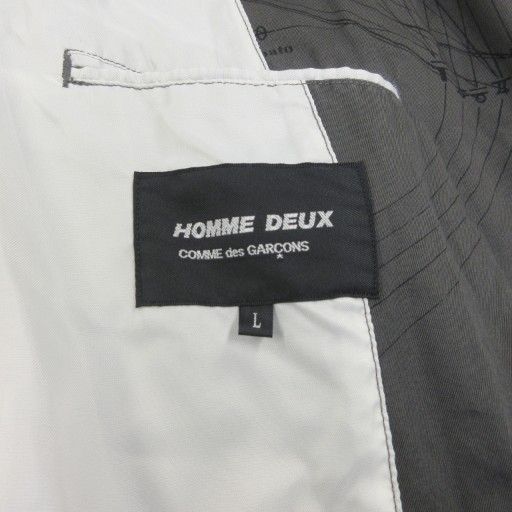 HOMME DEUX
COMME des GARÇONS
*
L